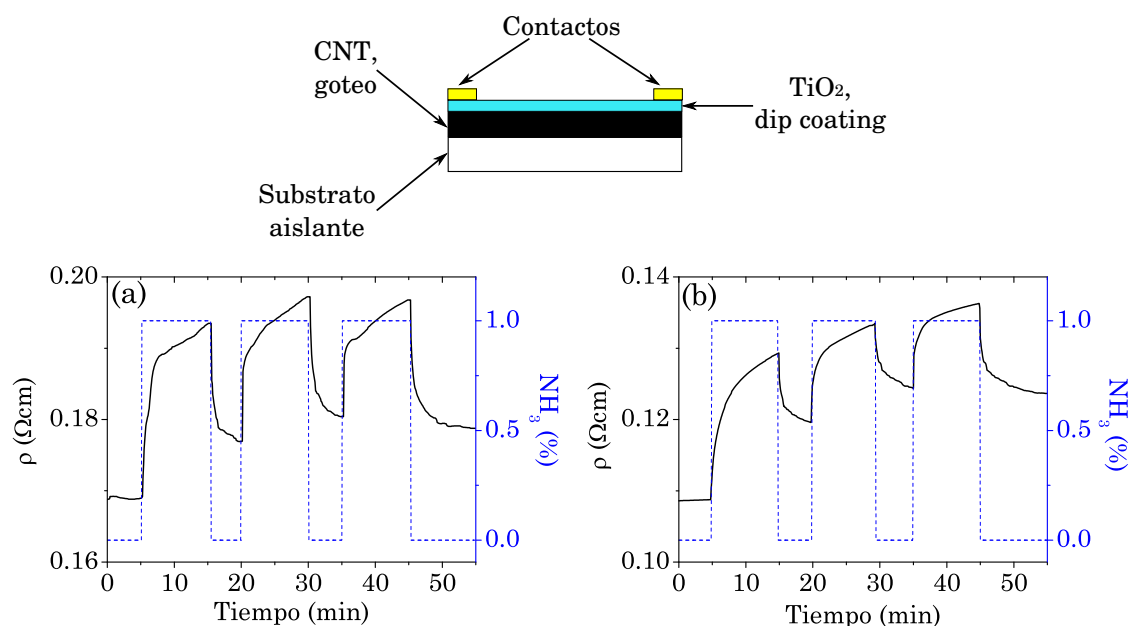 Contactos
CNT,
goteo
TiO₂,
dip coating
Substrato
aislante
(a)
0.20
0.18
0.16
ρ (Ωcm)
0 10 20 30 40 50
Tiempo (min)
1.0
0.5
0.0
NH₃ (%)
(b)
0.14
0.12
0.10
ρ (Ωcm)
0 10 20 30 40 50
Tiempo (min)
1.0
0.5
0.0
NH₃ (%)